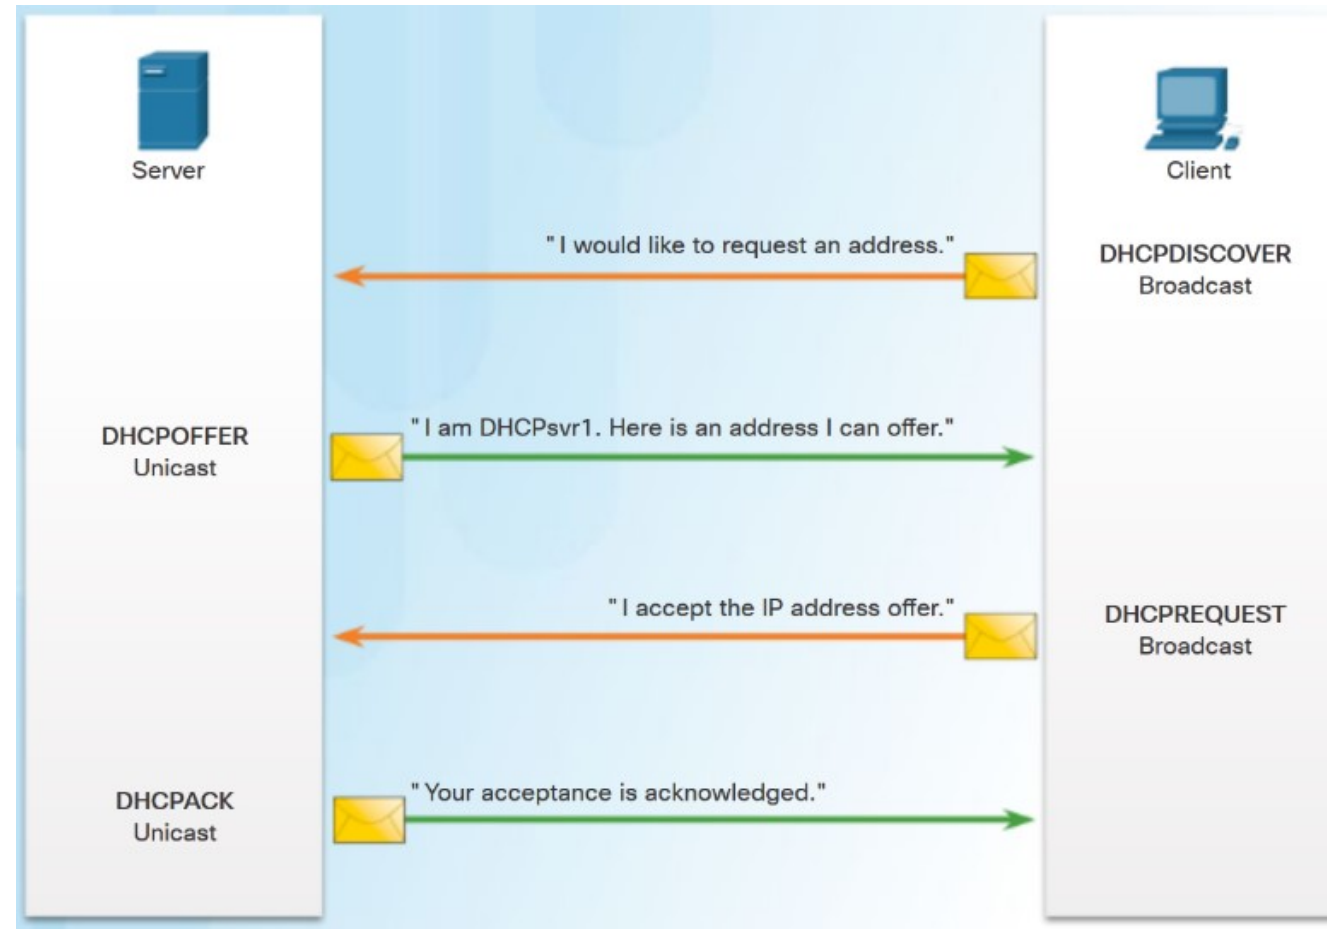 Server
Client
"I would like to request an address."
DHCPDISCOVER
Broadcast
DHCPOFFER
Unicast
"I am DHCPsvr1. Here is an address I can offer."
"I accept the IP address offer."
DHCPREQUEST
Broadcast
DHCPACK
Unicast
"Your acceptance is acknowledged."